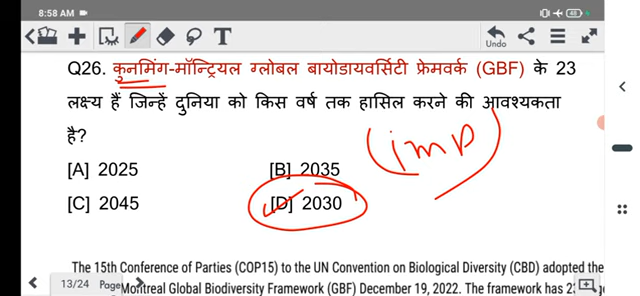 8:58 AM
48
Undo
Q26. कुनमिंग-मॉन्ट्रियल ग्लोबल बायोडायवर्सिटी फ्रेमवर्क (GBF) के 23
लक्ष्य हैं जिन्हें दुनिया को किस वर्ष तक हासिल करने की आवश्यकता
है?
(imp)
[A] 2025 [B] 2035
[C] 2045 [D] 2030
The 15th Conference of Parties (COP15) to the UN Convention on Biological Diversity (CBD) adopted the
13/24 Page
Montreal Global Biodiversity Framework (GBF) December 19, 2022. The framework has